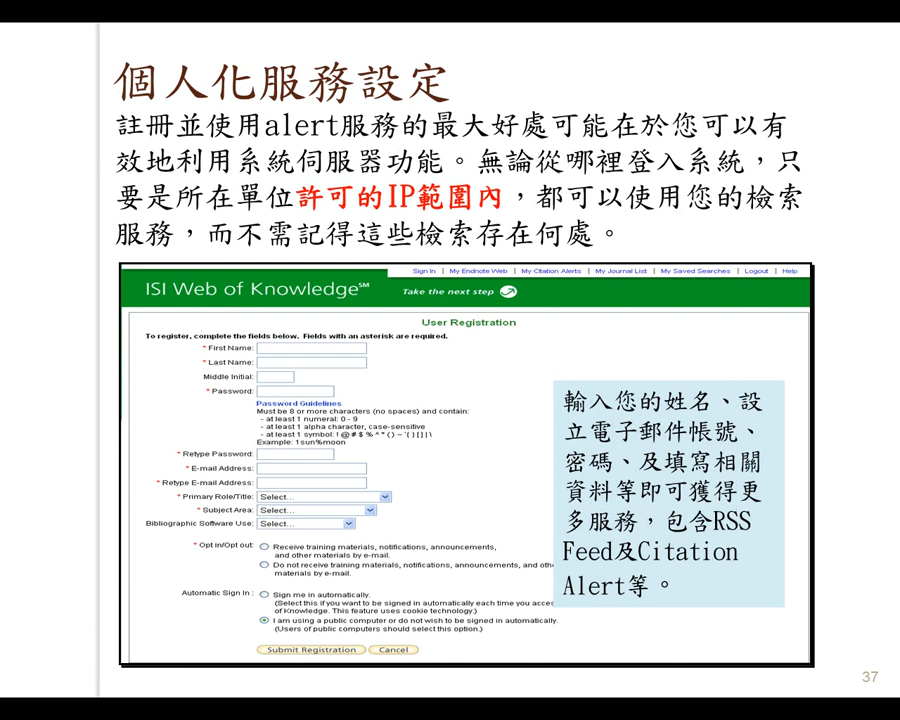 個人化服務設定
註冊並使用alert服務的最大好處可能在於您可以有
效地利用系統伺服器功能。無論從哪裡登入系統，只
要是所在單位許可的IP範圍內，都可以使用您的檢索
服務，而不需記得這些檢索存在何處。
Sign In | My Endnote Web | My Citation Alerts | My Journal List | My Saved Searches | Logout | Help
ISI Web of Knowledge℠ Take the next step
User Registration
To register, complete the fields below. Fields with an asterisk are required.
* First Name:
* Last Name:
Middle Initial:
* Password:
Password Guidelines
Must be 8 or more characters (no spaces) and contain:
- at least 1 numeral: 0 - 9
- at least 1 alpha character, case-sensitive
- at least 1 symbol: ! @ # $ % ^ * ( ) ~ ` { } [ ] | \
Example: 1sun%moon
* Retype Password:
* E-mail Address:
* Retype E-mail Address:
* Primary Role/Title: Select...
* Subject Area: Select...
Bibliographic Software Use: Select...
* Opt in/Opt out: Receive training materials, notifications, announcements,
and other materials by e-mail.
Do not receive training materials, notifications, announcements, and othe
materials by e-mail.
Automatic Sign In : Sign me in automatically.
(Select this if you want to be signed in automatically each time you acces
of Knowledge. This feature uses cookie technology.)
I am using a public computer or do not wish to be signed in automatically.
(Users of public computers should select this option.)
Submit Registration Cancel
輸入您的姓名、設
立電子郵件帳號、
密碼、及填寫相關
資料等即可獲得更
多服務，包含RSS
Feed及Citation
Alert等。
37